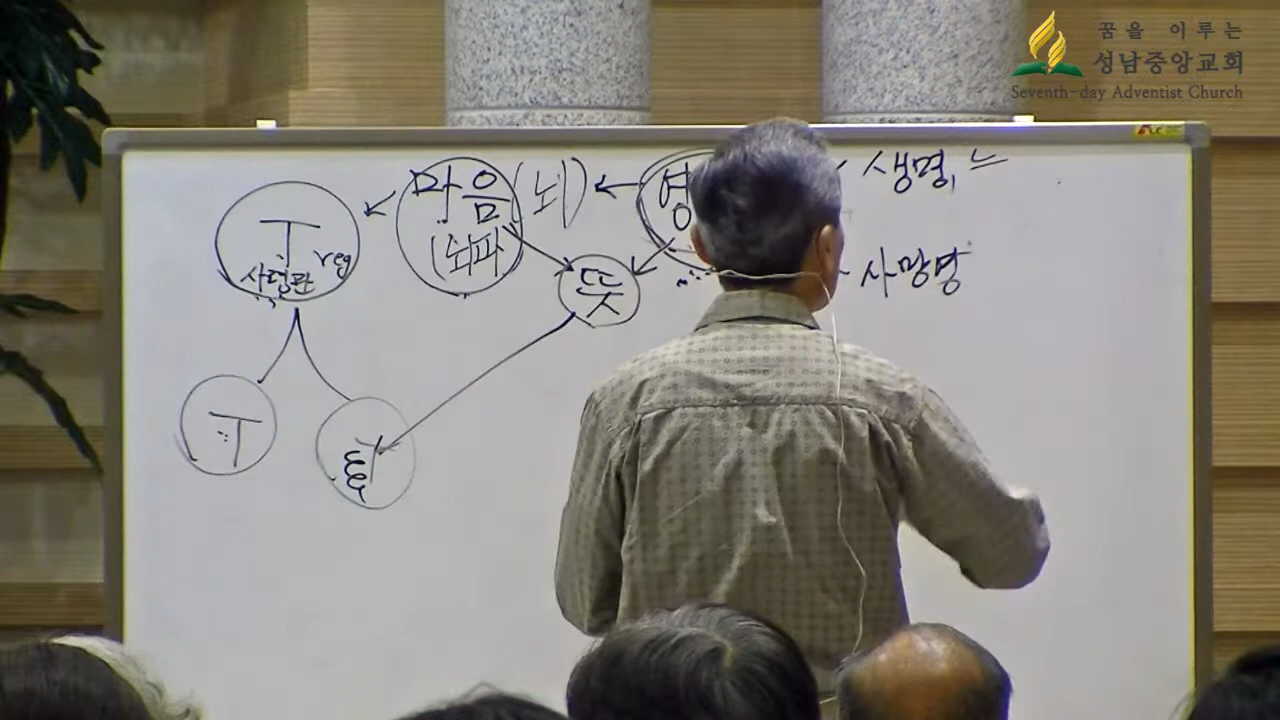 꿈을 이루는
성남중앙교회
Seventh-day Adventist Church
T reg
사령관
마음 (뇌)
(뇌파)
영
생명, 느
뜻
사망
T